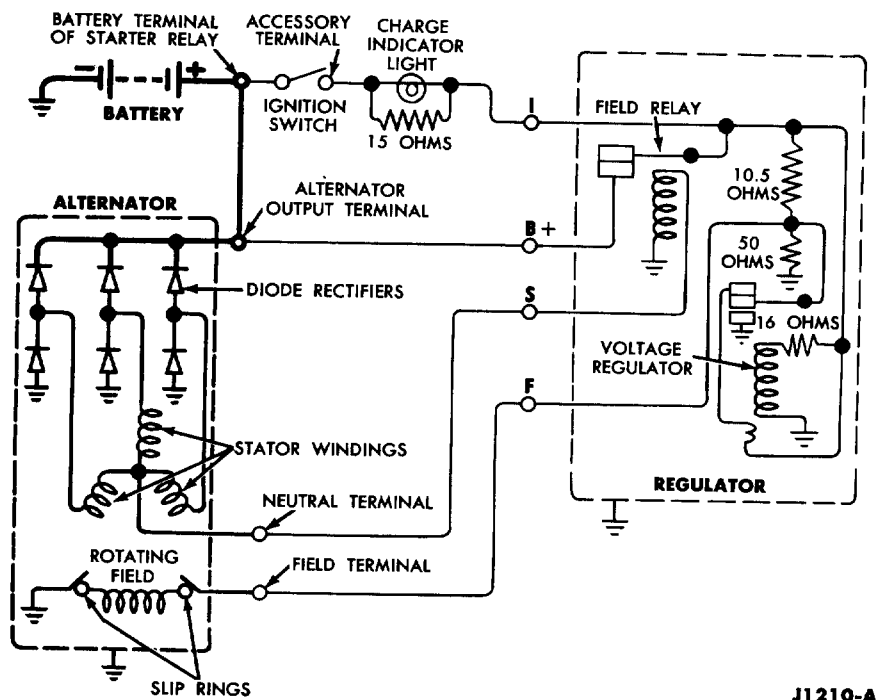 BATTERY TERMINAL
OF STARTER RELAY
ACCESSORY
TERMINAL
CHARGE
INDICATOR
LIGHT
−
+
BATTERY
IGNITION
SWITCH
15 OHMS
I
FIELD RELAY
10.5
OHMS
ALTERNATOR
ALTERNATOR
OUTPUT TERMINAL
B +
50
OHMS
DIODE RECTIFIERS
S
16 OHMS
VOLTAGE
REGULATOR
F
STATOR WINDINGS
REGULATOR
NEUTRAL TERMINAL
ROTATING
FIELD
FIELD TERMINAL
SLIP RINGS
J1210-A